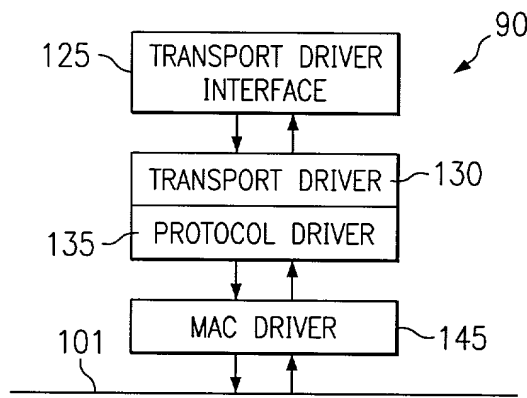 90
125
TRANSPORT DRIVER
INTERFACE
TRANSPORT DRIVER
130
135
PROTOCOL DRIVER
MAC DRIVER
145
101